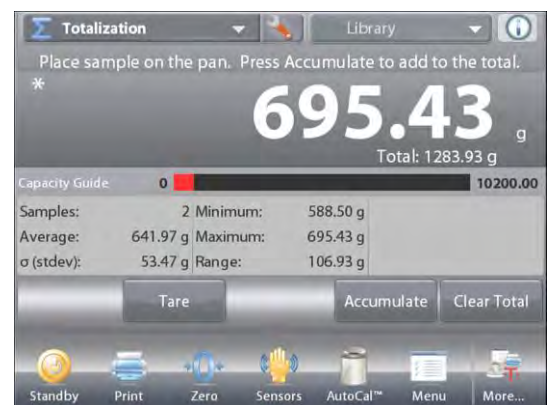 Σ Totalization Library
Place sample on the pan. Press Accumulate to add to the total.
*
695.43 g
Total: 1283.93 g
Capacity Guide 0 10200.00
Samples: 2 Minimum: 588.50 g
Average: 641.97 g Maximum: 695.43 g
σ (stdev): 53.47 g Range: 106.93 g
Tare Accumulate Clear Total
Standby Print Zero Sensors AutoCal™ Menu More...